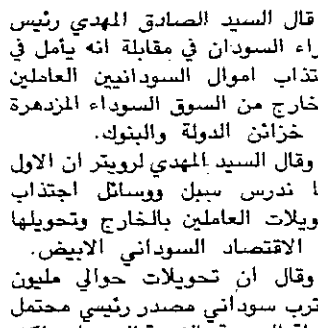 قال السيد الصادق المهدي رئيس
راء السودان في مقابلة انه يأمل في
تذاب اموال السودانيين العاملين
خارج من السوق السوداء المزدهرة
خزائن الدولة والبنوك.
وقال السيد المهدي لرويتر ان الاول
ا ندرس سبل ووسائل اجتذاب
ويلات العاملين بالخارج وتحويلها
الاقتصاد السوداني الابيض.
وقال ان تحويلات حوالي مليون
ترب سوداني مصدر رئيسي محتمل